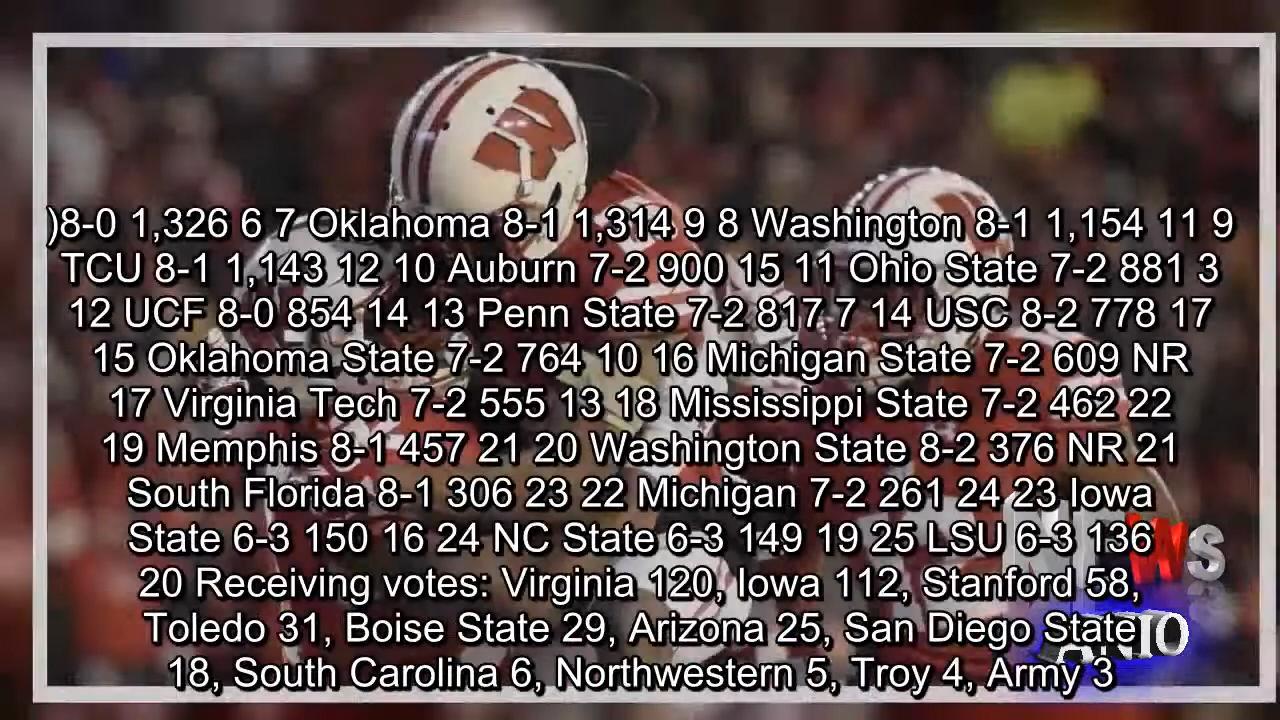 )8-0 1,326 6 7 Oklahoma 8-1 1,314 9 8 Washington 8-1 1,154 11 9
TCU 8-1 1,143 12 10 Auburn 7-2 900 15 11 Ohio State 7-2 881 3
12 UCF 8-0 854 14 13 Penn State 7-2 817 7 14 USC 8-2 778 17
15 Oklahoma State 7-2 764 10 16 Michigan State 7-2 609 NR
17 Virginia Tech 7-2 555 13 18 Mississippi State 7-2 462 22
19 Memphis 8-1 457 21 20 Washington State 8-2 376 NR 21
South Florida 8-1 306 23 22 Michigan 7-2 261 24 23 Iowa
State 6-3 150 16 24 NC State 6-3 149 19 25 LSU 6-3 136
20 Receiving votes: Virginia 120, Iowa 112, Stanford 58,
Toledo 31, Boise State 29, Arizona 25, San Diego State
18, South Carolina 6, Northwestern 5, Troy 4, Army 3